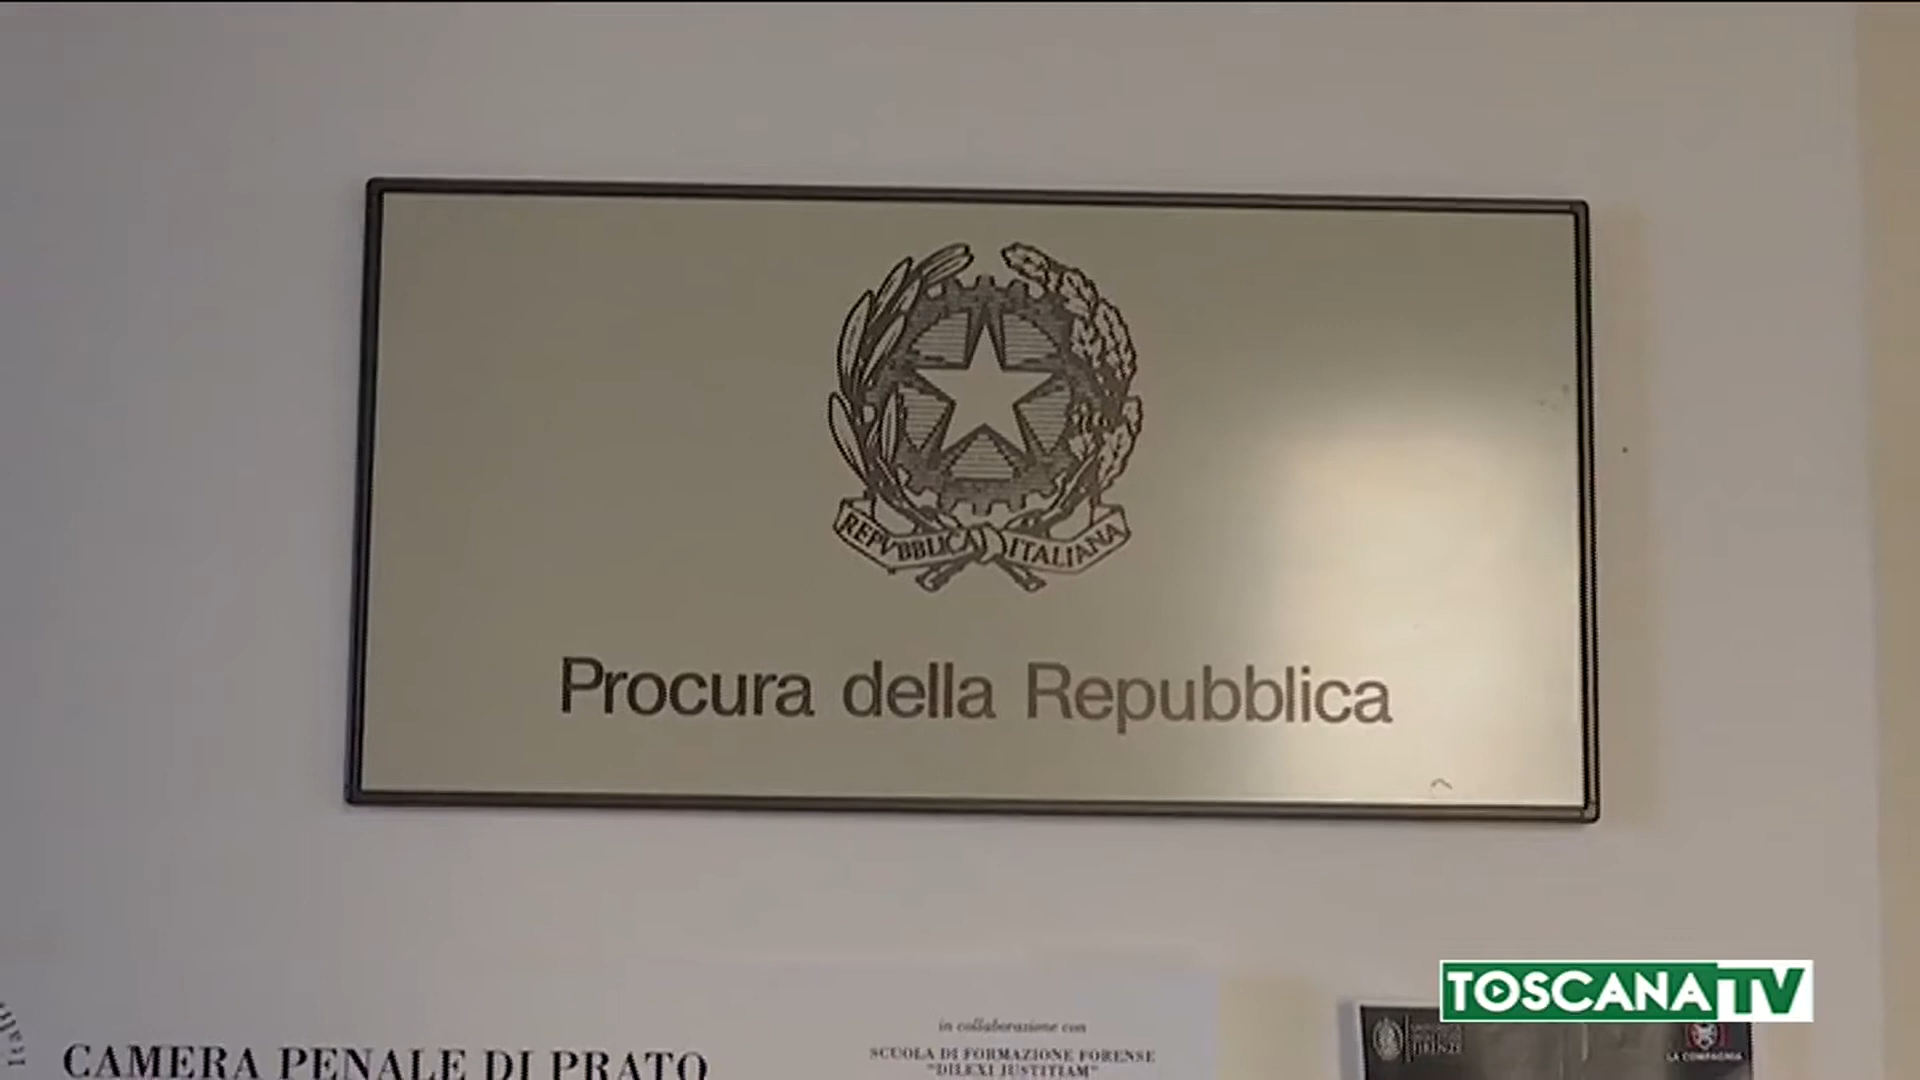 REPVBBLICA ITALIANA
Procura della Repubblica
TOSCANA TV
in collaborazione con
SCUOLA DI FORMAZIONE FORENSE
"DILEXI JUSTITIAM"
CAMERA PENALE DI PRATO
LA COMPAGNIA